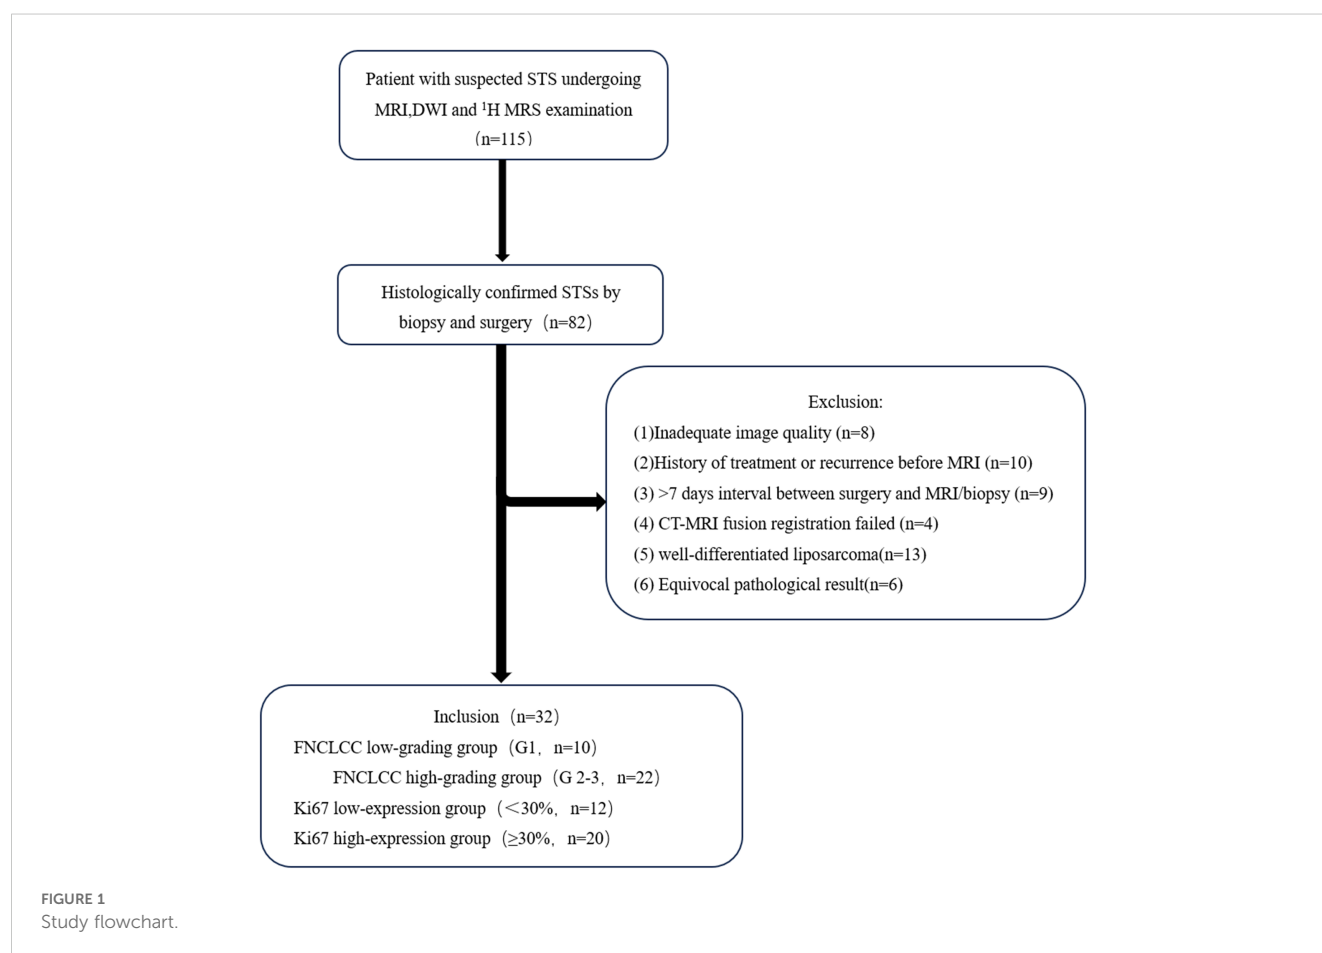 Patient with suspected STS undergoing
MRI,DWI and ¹H MRS examination
(n=115)
Histologically confirmed STSs by
biopsy and surgery (n=82)
Exclusion:
(1)Inadequate image quality (n=8)
(2)History of treatment or recurrence before MRI (n=10)
(3) >7 days interval between surgery and MRI/biopsy (n=9)
(4) CT-MRI fusion registration failed (n=4)
(5) well-differentiated liposarcoma(n=13)
(6) Equivocal pathological result(n=6)
Inclusion (n=32)
FNCLCC low-grading group (G1, n=10)
FNCLCC high-grading group (G 2-3, n=22)
Ki67 low-expression group (<30%, n=12)
Ki67 high-expression group (≥30%, n=20)
FIGURE 1
Study flowchart.